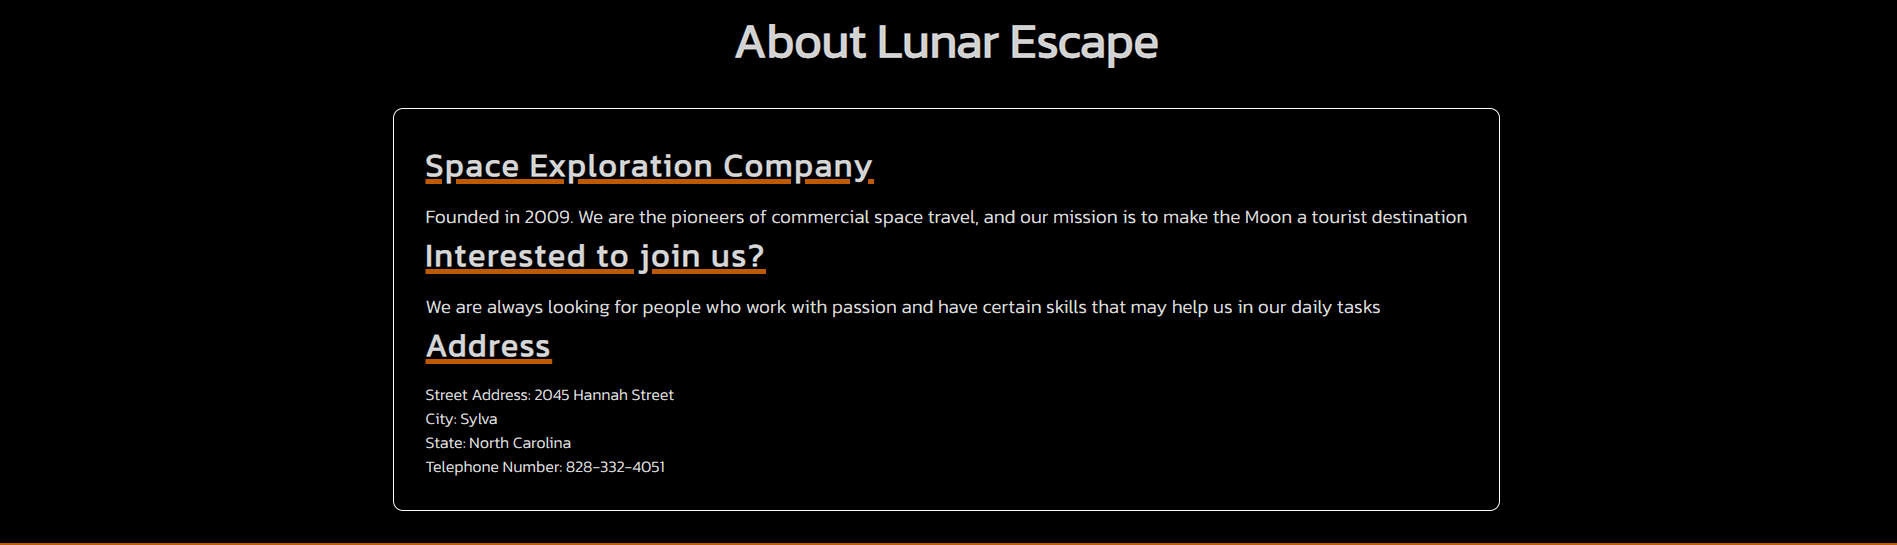 About Lunar Escape
Space Exploration Company
Founded in 2009. We are the pioneers of commercial space travel, and our mission is to make the Moon a tourist destination
Interested to join us?
We are always looking for people who work with passion and have certain skills that may help us in our daily tasks
Address
Street Address: 2045 Hannah Street
City: Sylva
State: North Carolina
Telephone Number: 828-332-4051